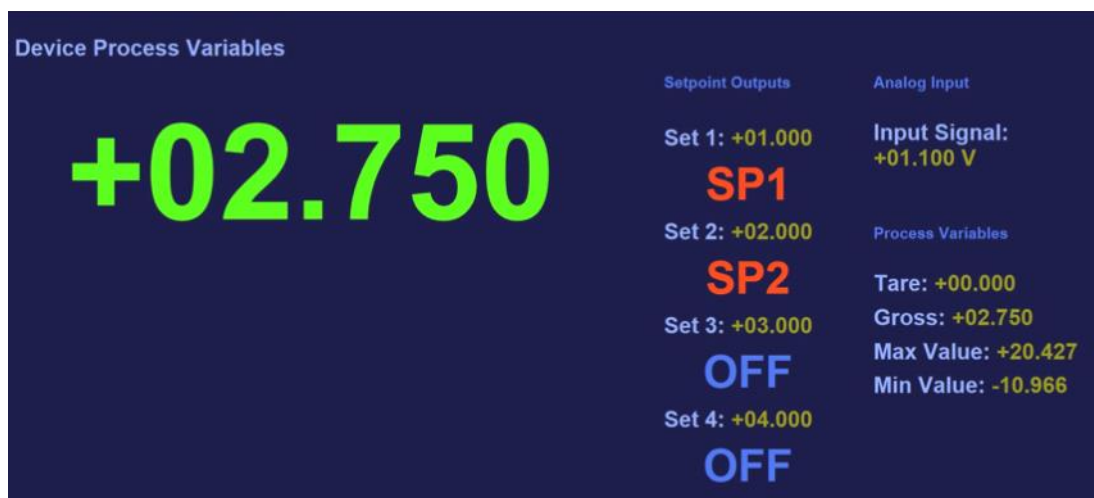 Device Process Variables
+02.750
Setpoint Outputs
Set 1: +01.000
SP1
Set 2: +02.000
SP2
Set 3: +03.000
OFF
Set 4: +04.000
OFF
Analog Input
Input Signal:
+01.100 V
Process Variables
Tare: +00.000
Gross: +02.750
Max Value: +20.427
Min Value: -10.966